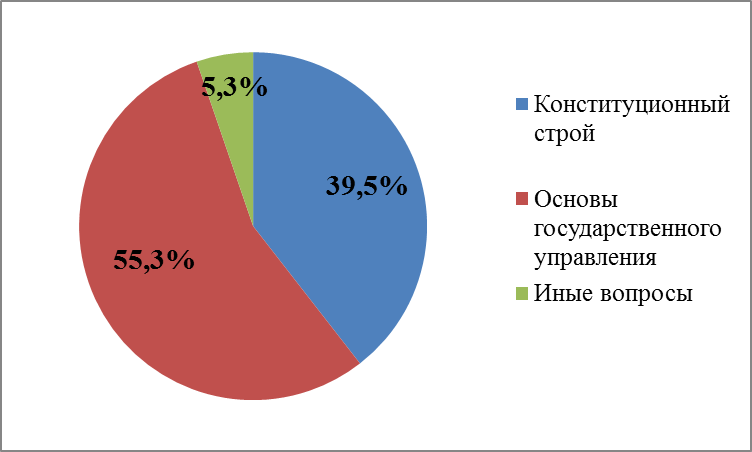 5,3%
39,5%
55,3%
Конституционный
строй
Основы
государственного
управления
Иные вопросы